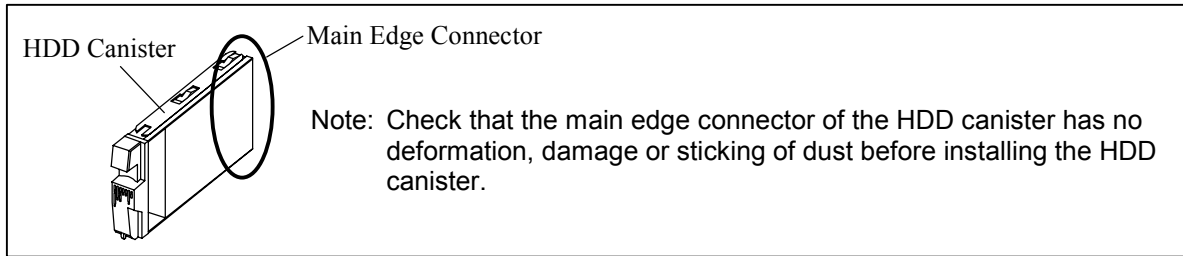 HDD Canister
Main Edge Connector
Note: Check that the main edge connector of the HDD canister has no
deformation, damage or sticking of dust before installing the HDD
canister.